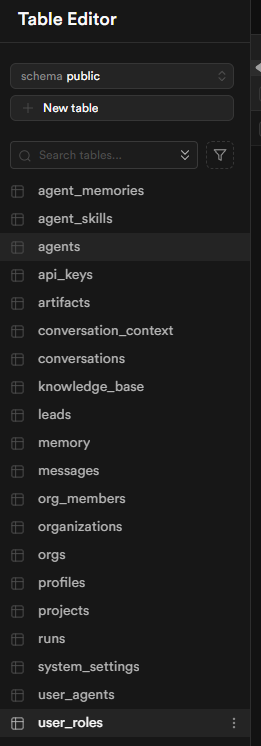 Table Editor
schema public
New table
Search tables...
agent_memories
agent_skills
agents
api_keys
artifacts
conversation_context
conversations
knowledge_base
leads
memory
messages
org_members
organizations
orgs
profiles
projects
runs
system_settings
user_agents
user_roles